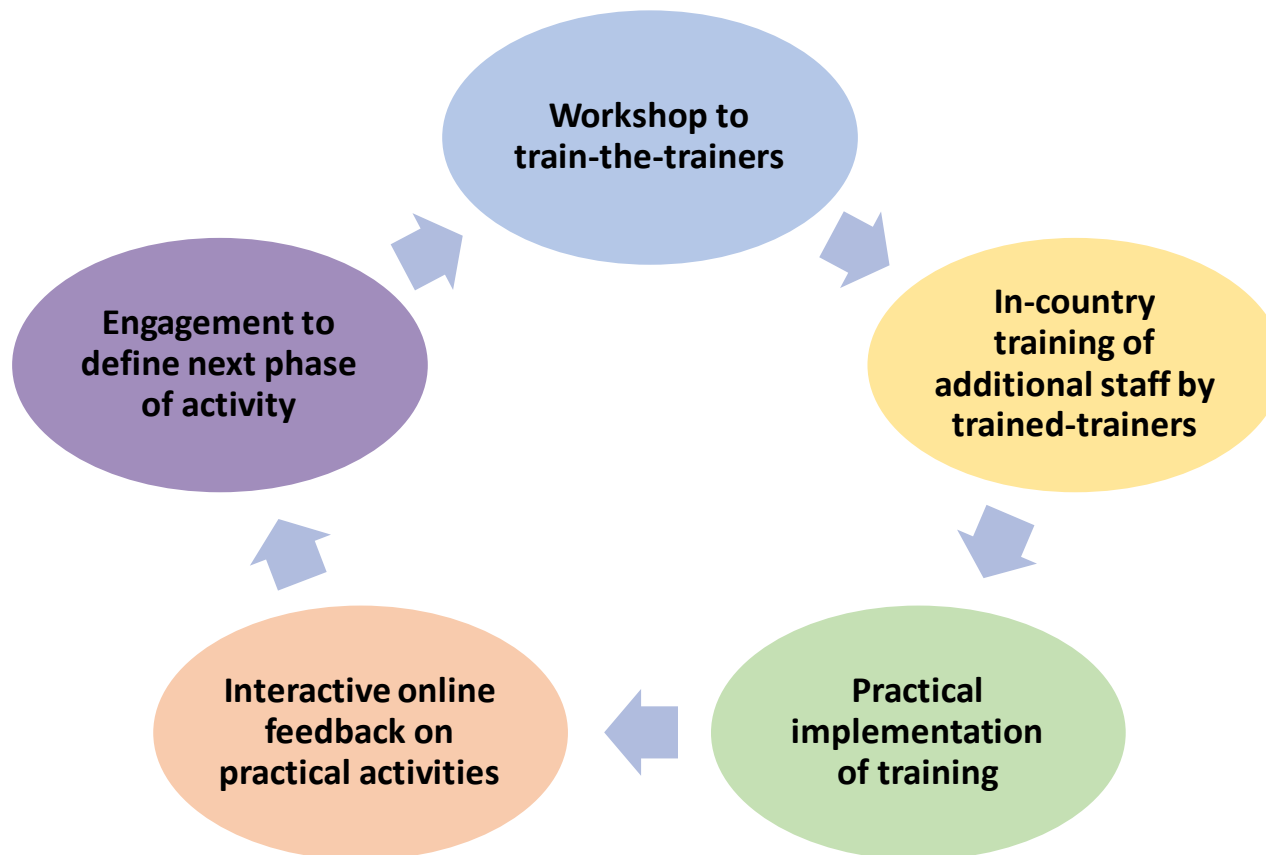 Workshop to
train-the-trainers
In-country
training of
additional staff by
trained-trainers
Practical
implementation
of training
Interactive online
feedback on
practical activities
Engagement to
define next phase
of activity